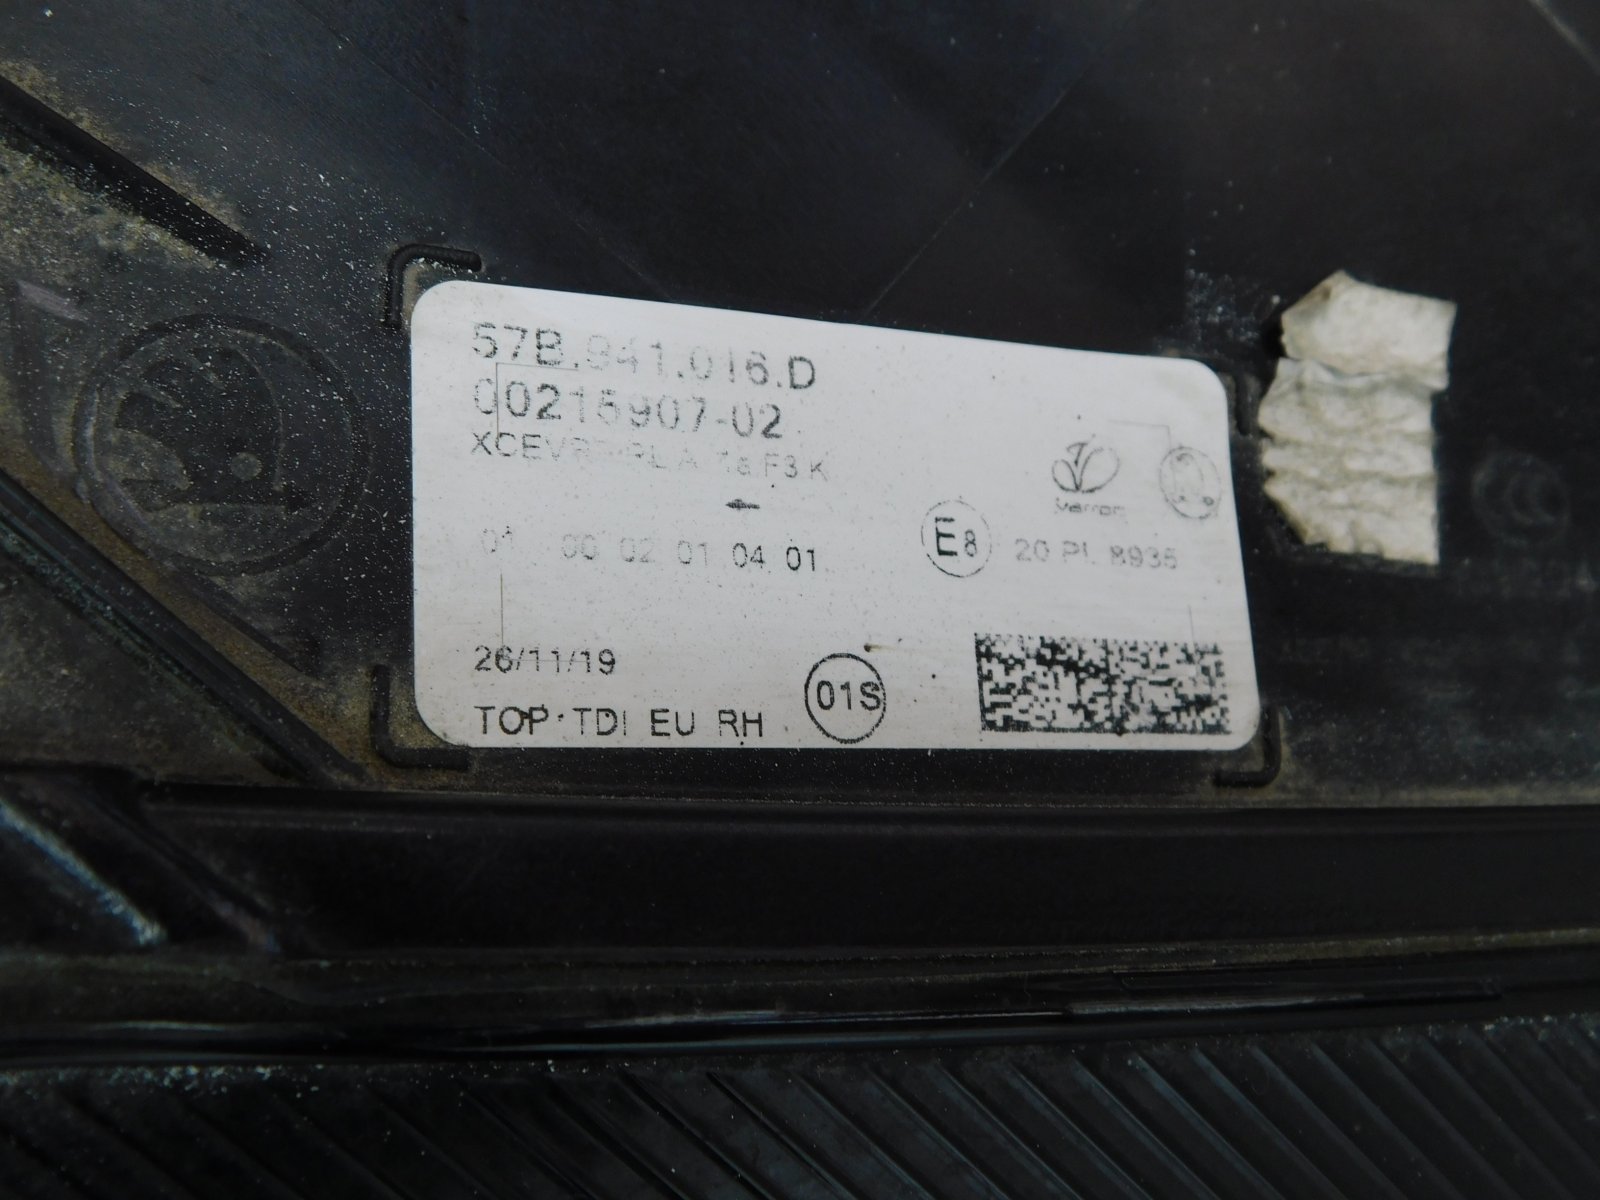 57B.941.016.D
00215907-02
F3 K
01 00 02 01 04 01
E8 20 PL 8935
26/11/19
TOP TDI EU RH
01S